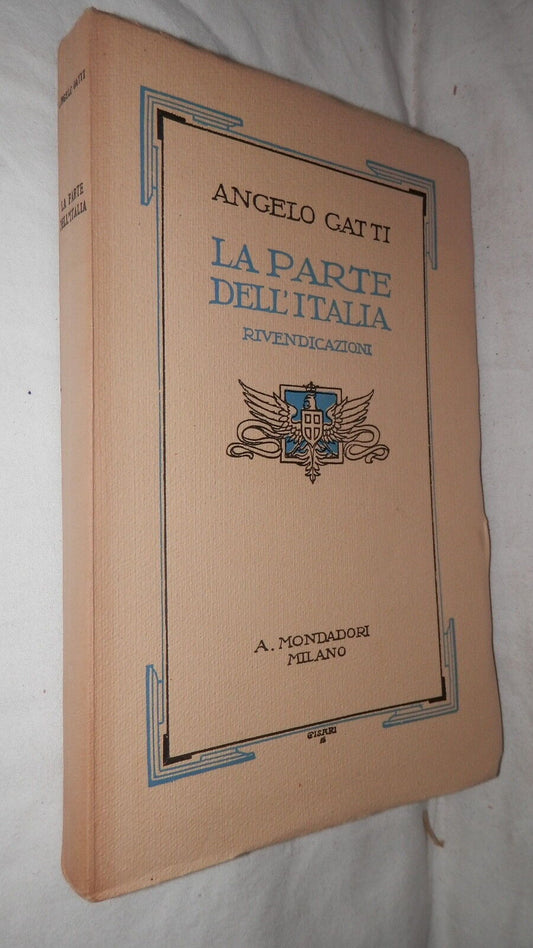 ANGELO GATTI
LA PARTE
DELL'ITALIA
ANGELO GATTI
LA PARTE
DELL'ITALIA
RIVENDICAZIONI
A. MONDADORI
MILANO